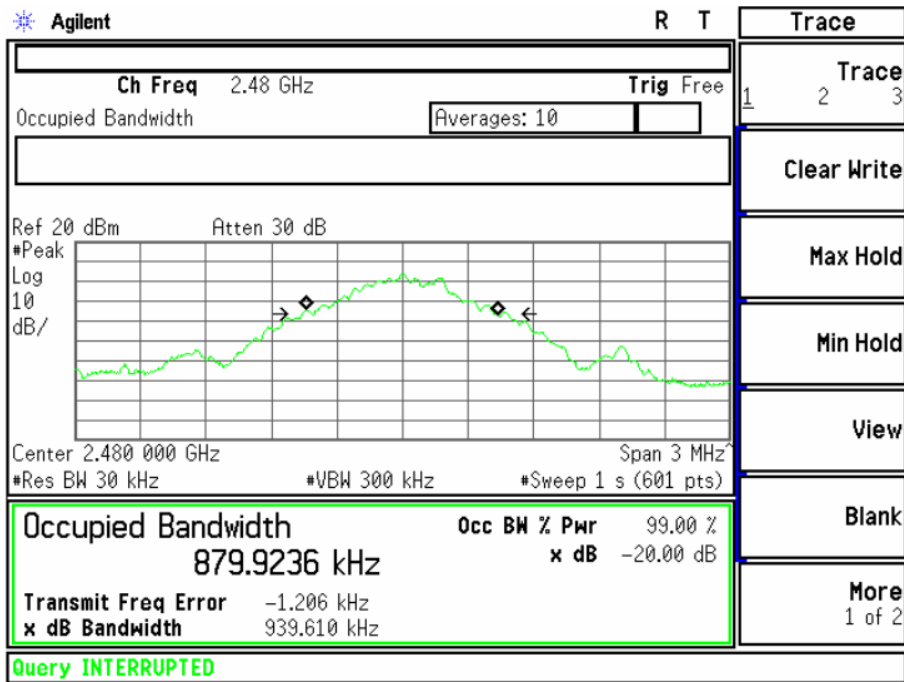 Agilent R T Trace
Ch Freq 2.48 GHz Trig Free
Occupied Bandwidth Averages: 10
Ref 20 dBm Atten 30 dB
#Peak
Log
10
dB/
Center 2.480 000 GHz Span 3 MHz^
#Res BW 30 kHz #VBW 300 kHz #Sweep 1 s (601 pts)
Occupied Bandwidth Occ BW % Pwr 99.00 %
879.9236 kHz x dB -20.00 dB
Transmit Freq Error -1.206 kHz
x dB Bandwidth 939.610 kHz
Query INTERRUPTED
Trace
1 2 3
Clear Write
Max Hold
Min Hold
View
Blank
More
1 of 2